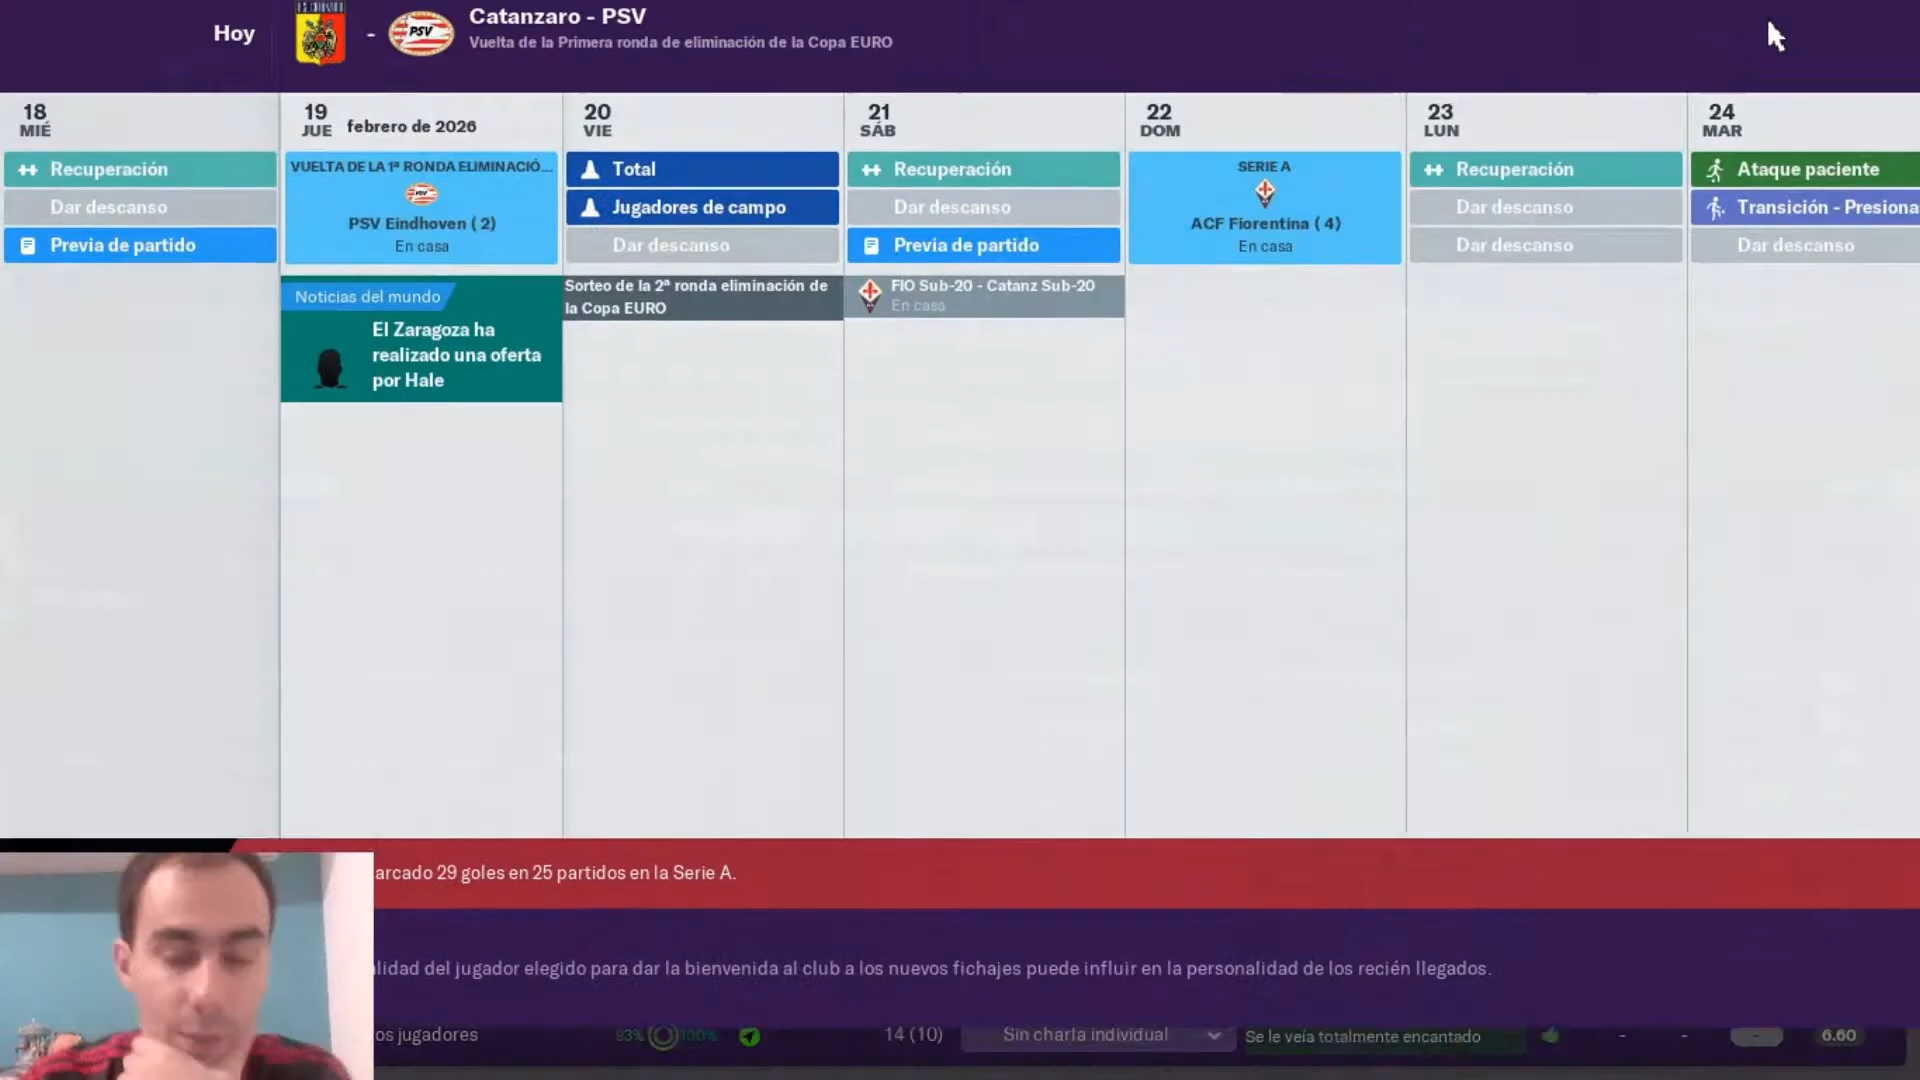 Hoy
-
PSV
Catanzaro - PSV
Vuelta de la Primera ronda de eliminación de la Copa EURO
18
MIÉ
Recuperación
Dar descanso
Previa de partido
19
JUE
febrero de 2026
VUELTA DE LA 1ª RONDA ELIMINACIÓ...
PSV
PSV Eindhoven ( 2)
En casa
Noticias del mundo
El Zaragoza ha
realizado una oferta
por Hale
20
VIE
Total
Jugadores de campo
Dar descanso
Sorteo de la 2ª ronda eliminación de
la Copa EURO
21
SÁB
Recuperación
Dar descanso
Previa de partido
FIO Sub-20 - Catanz Sub-20
En casa
22
DOM
SERIE A
ACF Fiorentina ( 4)
En casa
23
LUN
Recuperación
Dar descanso
Dar descanso
24
MAR
Ataque paciente
Transición - Presiona
Dar descanso
arcado 29 goles en 25 partidos en la Serie A.
lidad del jugador elegido para dar la bienvenida al club a los nuevos fichajes puede influir en la personalidad de los recién llegados.
os jugadores
93%
100%
14 (10)
Sin charla individual
Se le veía totalmente encantado
-
-
-
6.60